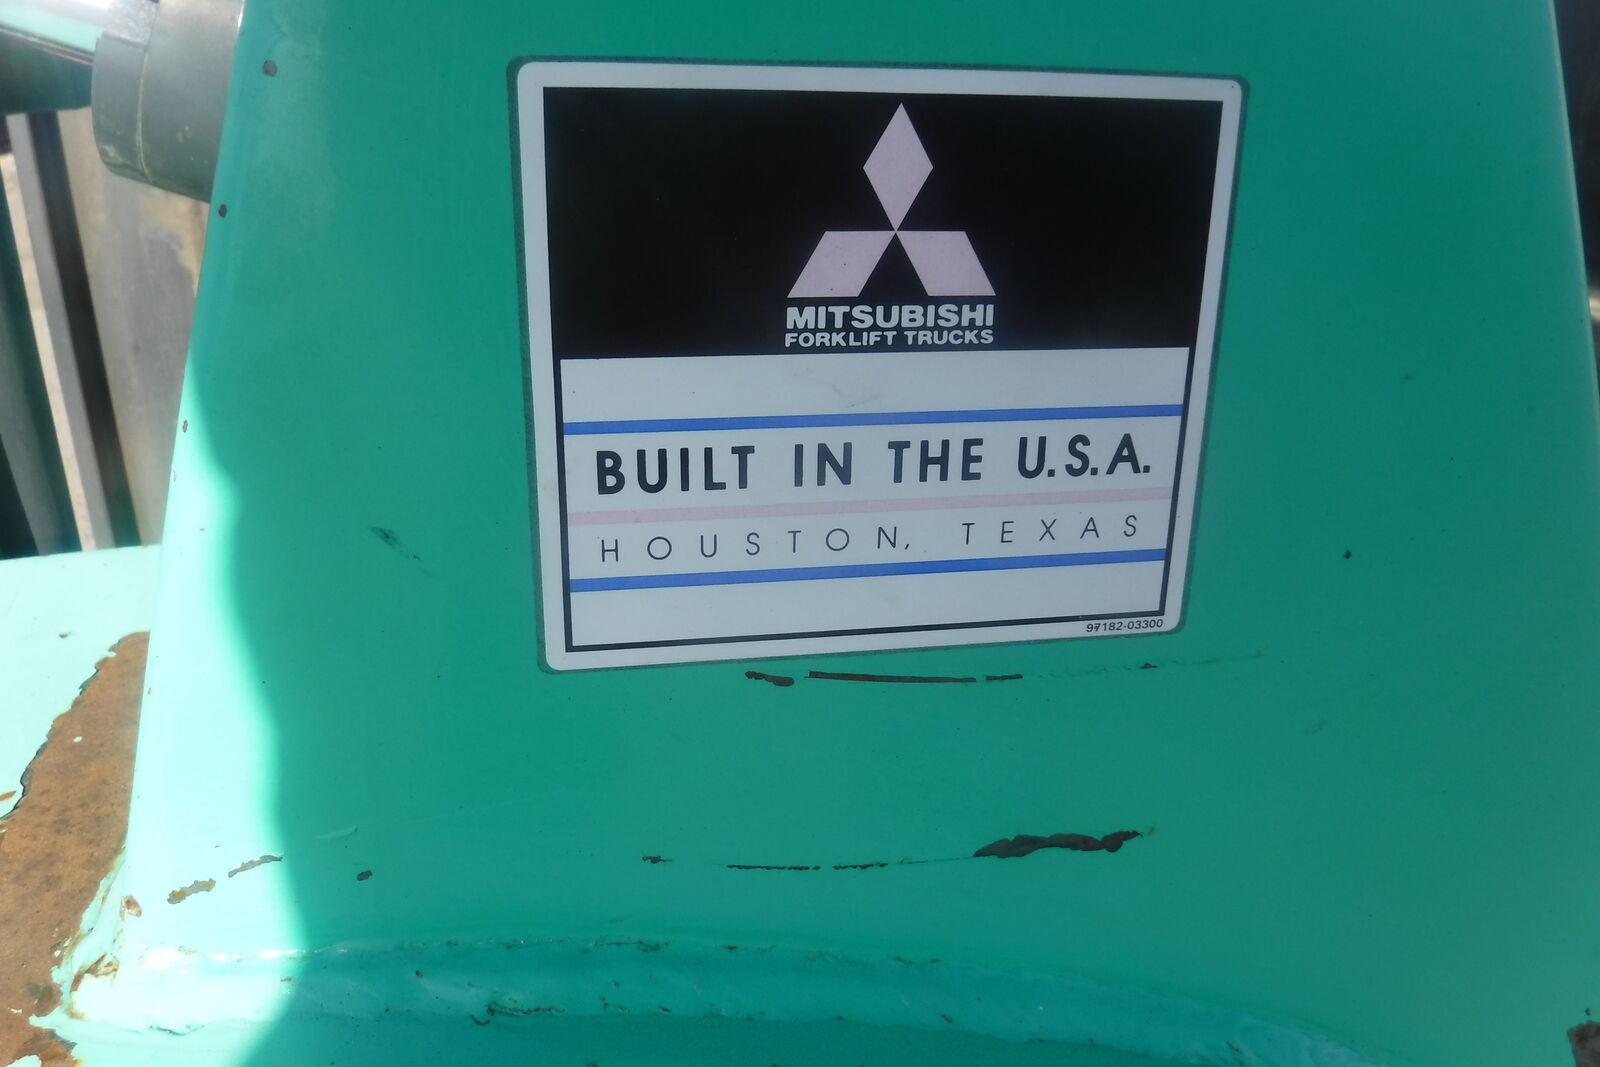 MITSUBISHI
FORKLIFT TRUCKS
BUILT IN THE U.S.A.
HOUSTON, TEXAS
97182-03300